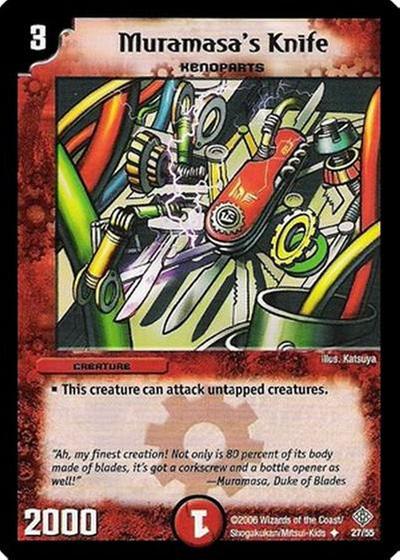 3
Muramasa's Knife
XENOPARTS
illus. Katsuya
CREATURE
▪ This creature can attack untapped creatures.
"Ah, my finest creation! Not only is 80 percent of its body
made of blades, it's got a corkscrew and a bottle opener as
well!" —Muramasa, Duke of Blades
2000
1
©2006 Wizards of the Coast/
Shogakukan/Mitsui-Kids ✦ 27/55